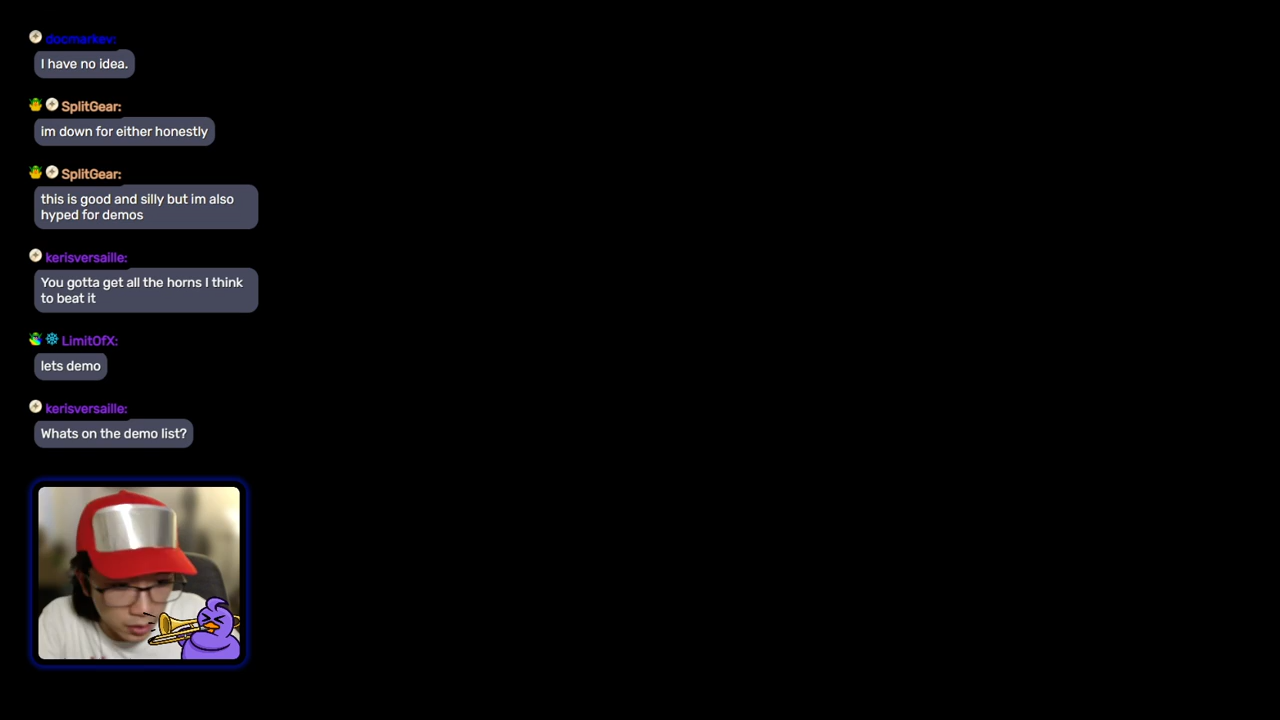 docmarkev:
I have no idea.
SplitGear:
im down for either honestly
SplitGear:
this is good and silly but im also
hyped for demos
kerisversaille:
You gotta get all the horns I think
to beat it
LimitOfX:
lets demo
kerisversaille:
Whats on the demo list?